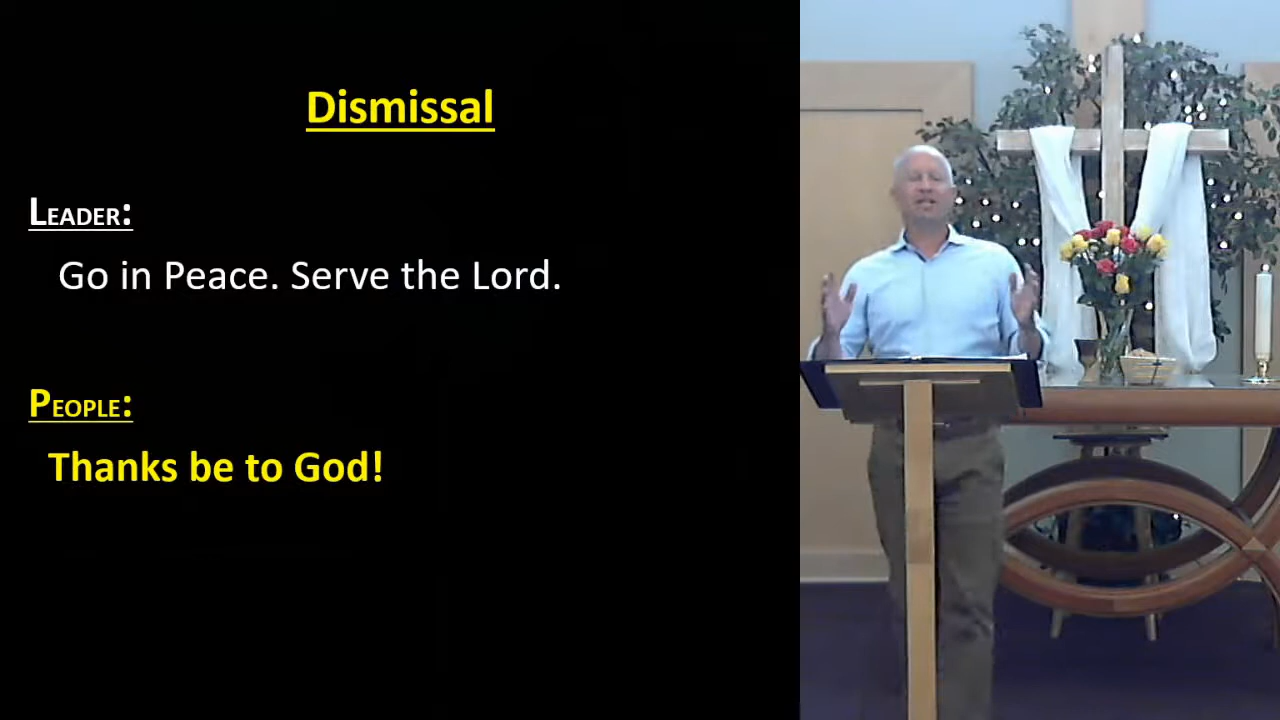 Dismissal
LEADER:
Go in Peace. Serve the Lord.
PEOPLE:
Thanks be to God!